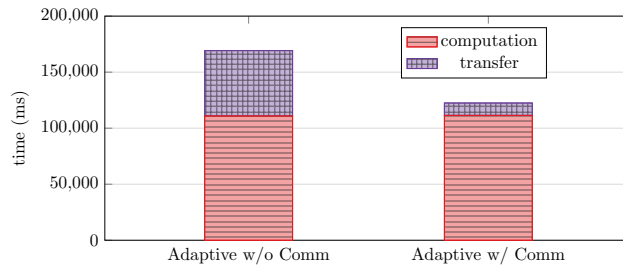 200,000
150,000
100,000
50,000
0
time (ms)
computation
transfer
Adaptive w/o Comm
Adaptive w/ Comm